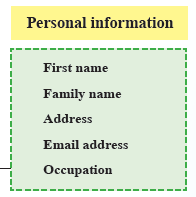 Personal information
First name
Family name
Address
Email address
Occupation